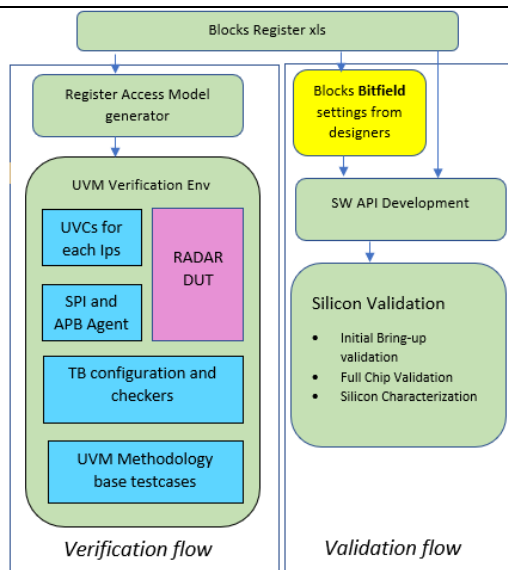 Blocks Register xls
Register Access Model
generator
Blocks Bitfield
settings from
designers
UVM Verification Env
UVCs for
each Ips
RADAR
DUT
SPI and
APB Agent
TB configuration and
checkers
UVM Methodology
base testcases
Verification flow
SW API Development
Silicon Validation
• Initial Bring-up
validation
• Full Chip Validation
• Silicon Characterization
Validation flow